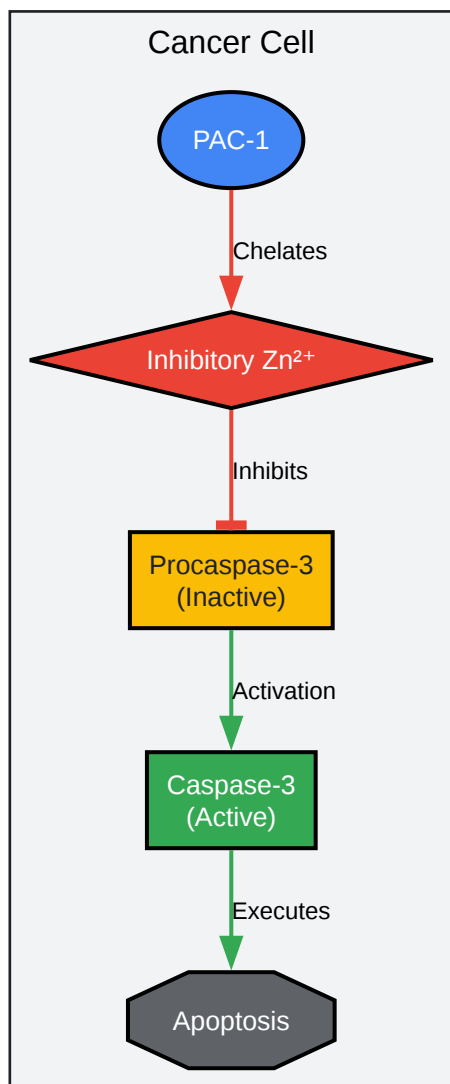 Cancer Cell
PAC-1
Chelates
Inhibitory Zn²⁺
Inhibits
Procaspase-3
(Inactive)
Activation
Caspase-3
(Active)
Executes
Apoptosis